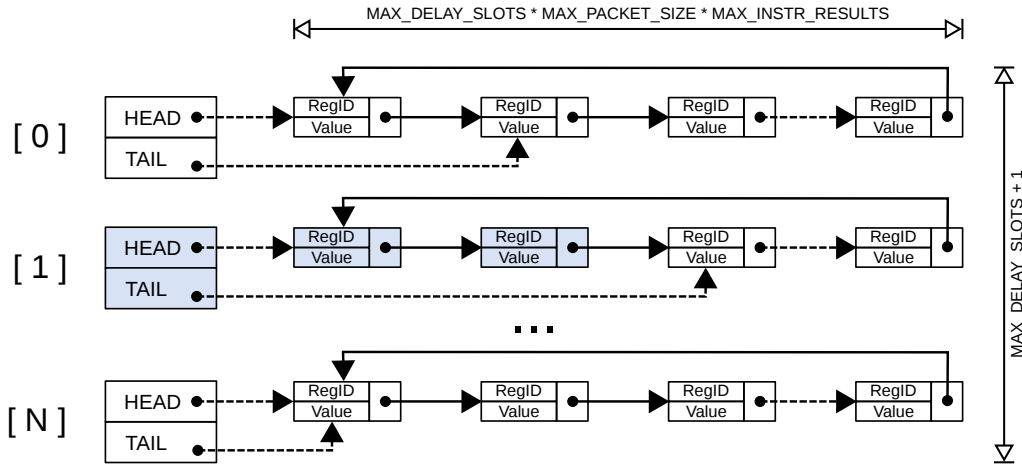 MAX_DELAY_SLOTS * MAX_PACKET_SIZE * MAX_INSTR_RESULTS
[ 0 ]
HEAD
TAIL
RegID
Value
RegID
Value
RegID
Value
RegID
Value
[ 1 ]
HEAD
TAIL
RegID
Value
RegID
Value
RegID
Value
RegID
Value
...
[ N ]
HEAD
TAIL
RegID
Value
RegID
Value
RegID
Value
RegID
Value
MAX_DELAY_SLOTS + 1